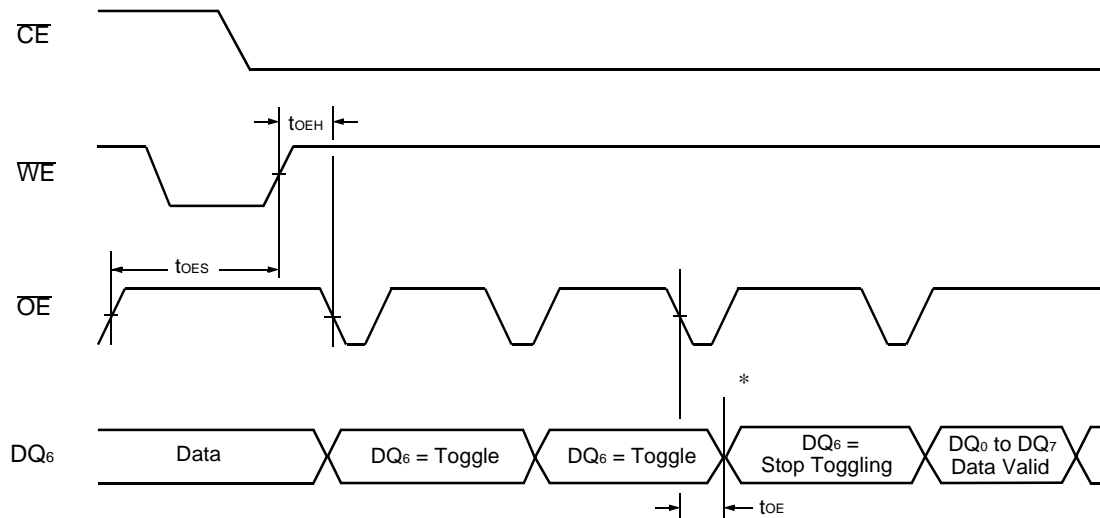 CE
tOEH
WE
tOES
OE
*
DQ6
Data
DQ6 = Toggle
DQ6 = Toggle
DQ6 =
Stop Toggling
DQ0 to DQ7
Data Valid
tOE